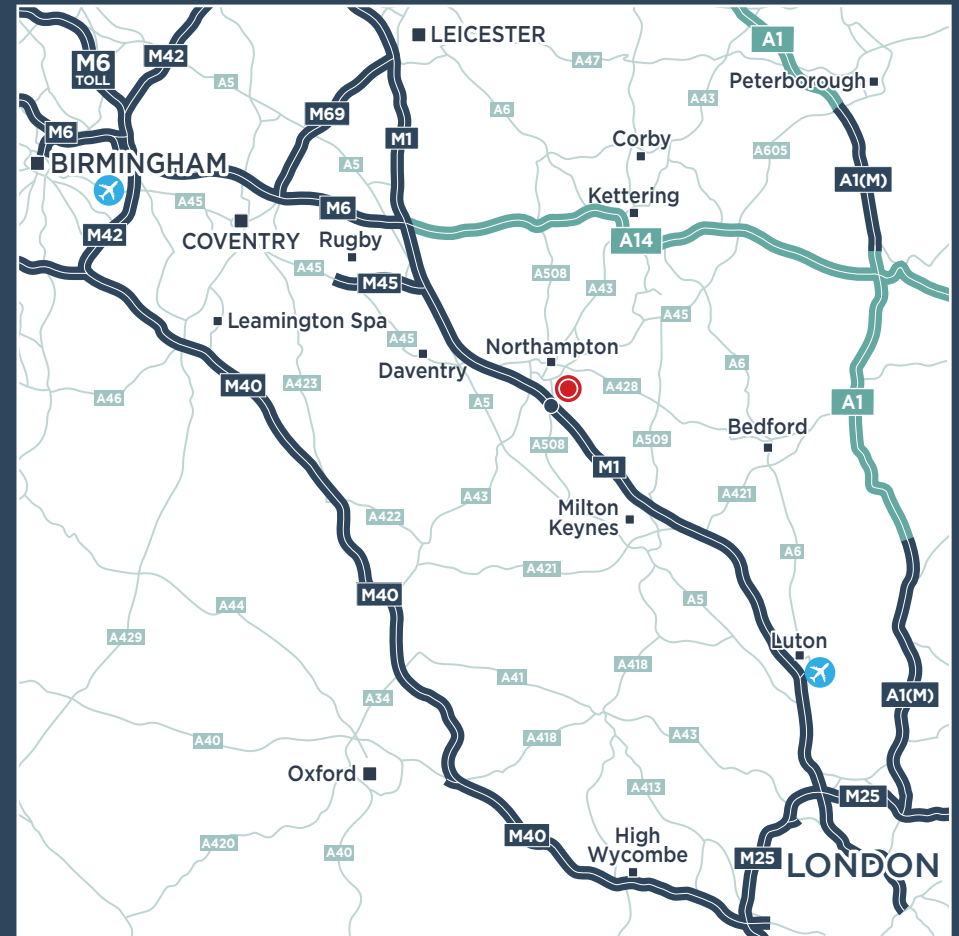 A1
LEICESTER
M42
A47
M6
TOLL
Peterborough
A5
A43
A6
M69
M6
M1
Corby
A605
BIRMINGHAM
A5
A1(M)
Kettering
A45
M6
COVENTRY
Rugby
A14
M42
A45
A508
M45
A43
A45
Leamington Spa
A45
Northampton
Daventry
A6
M40
A423
A428
A46
A5
A1
Bedford
A508
A509
M1
A43
A421
Milton
Keynes
A422
A6
A421
M40
A5
A44
A429
Luton
A418
A41
A34
A1(M)
A40
A418
A43
Oxford
A413
M25
M40
High
Wycombe
A420
A40
M25
LONDON